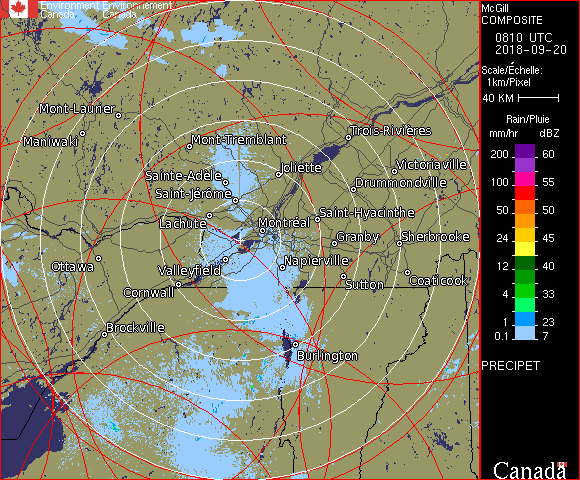 Environment Environnement
Canada Canada
McGill
COMPOSITE
0810 UTC
2018-09-20
Scale/Échelle:
1km/Pixel
40 KM
Rain/Pluie
mm/hr dBZ
200 60
100 55
50 50
24 45
12 40
4 33
1 23
0.1 7
PRECIPET
Canada
Mont-Laurier
Maniwaki
Mont-Tremblant
Trois-Rivières
Sainte-Adèle
Joliette
Victoriaville
Saint-Jérôme
Drummondville
Lachute
Montréal
Saint-Hyacinthe
Granby
Sherbrooke
Ottawa
Valleyfield
Napierville
Cornwall
Sutton
Coaticook
Brockville
Burlington